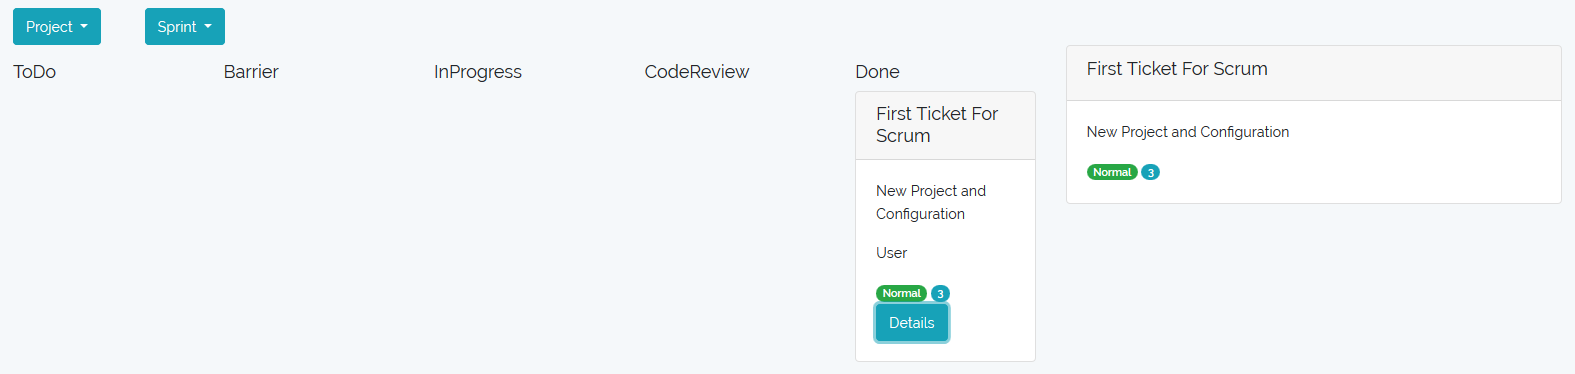 Project
Sprint
ToDo
Barrier
InProgress
CodeReview
Done
First Ticket For
Scrum
New Project and
Configuration
User
Normal 3
Details
First Ticket For Scrum
New Project and Configuration
Normal 3